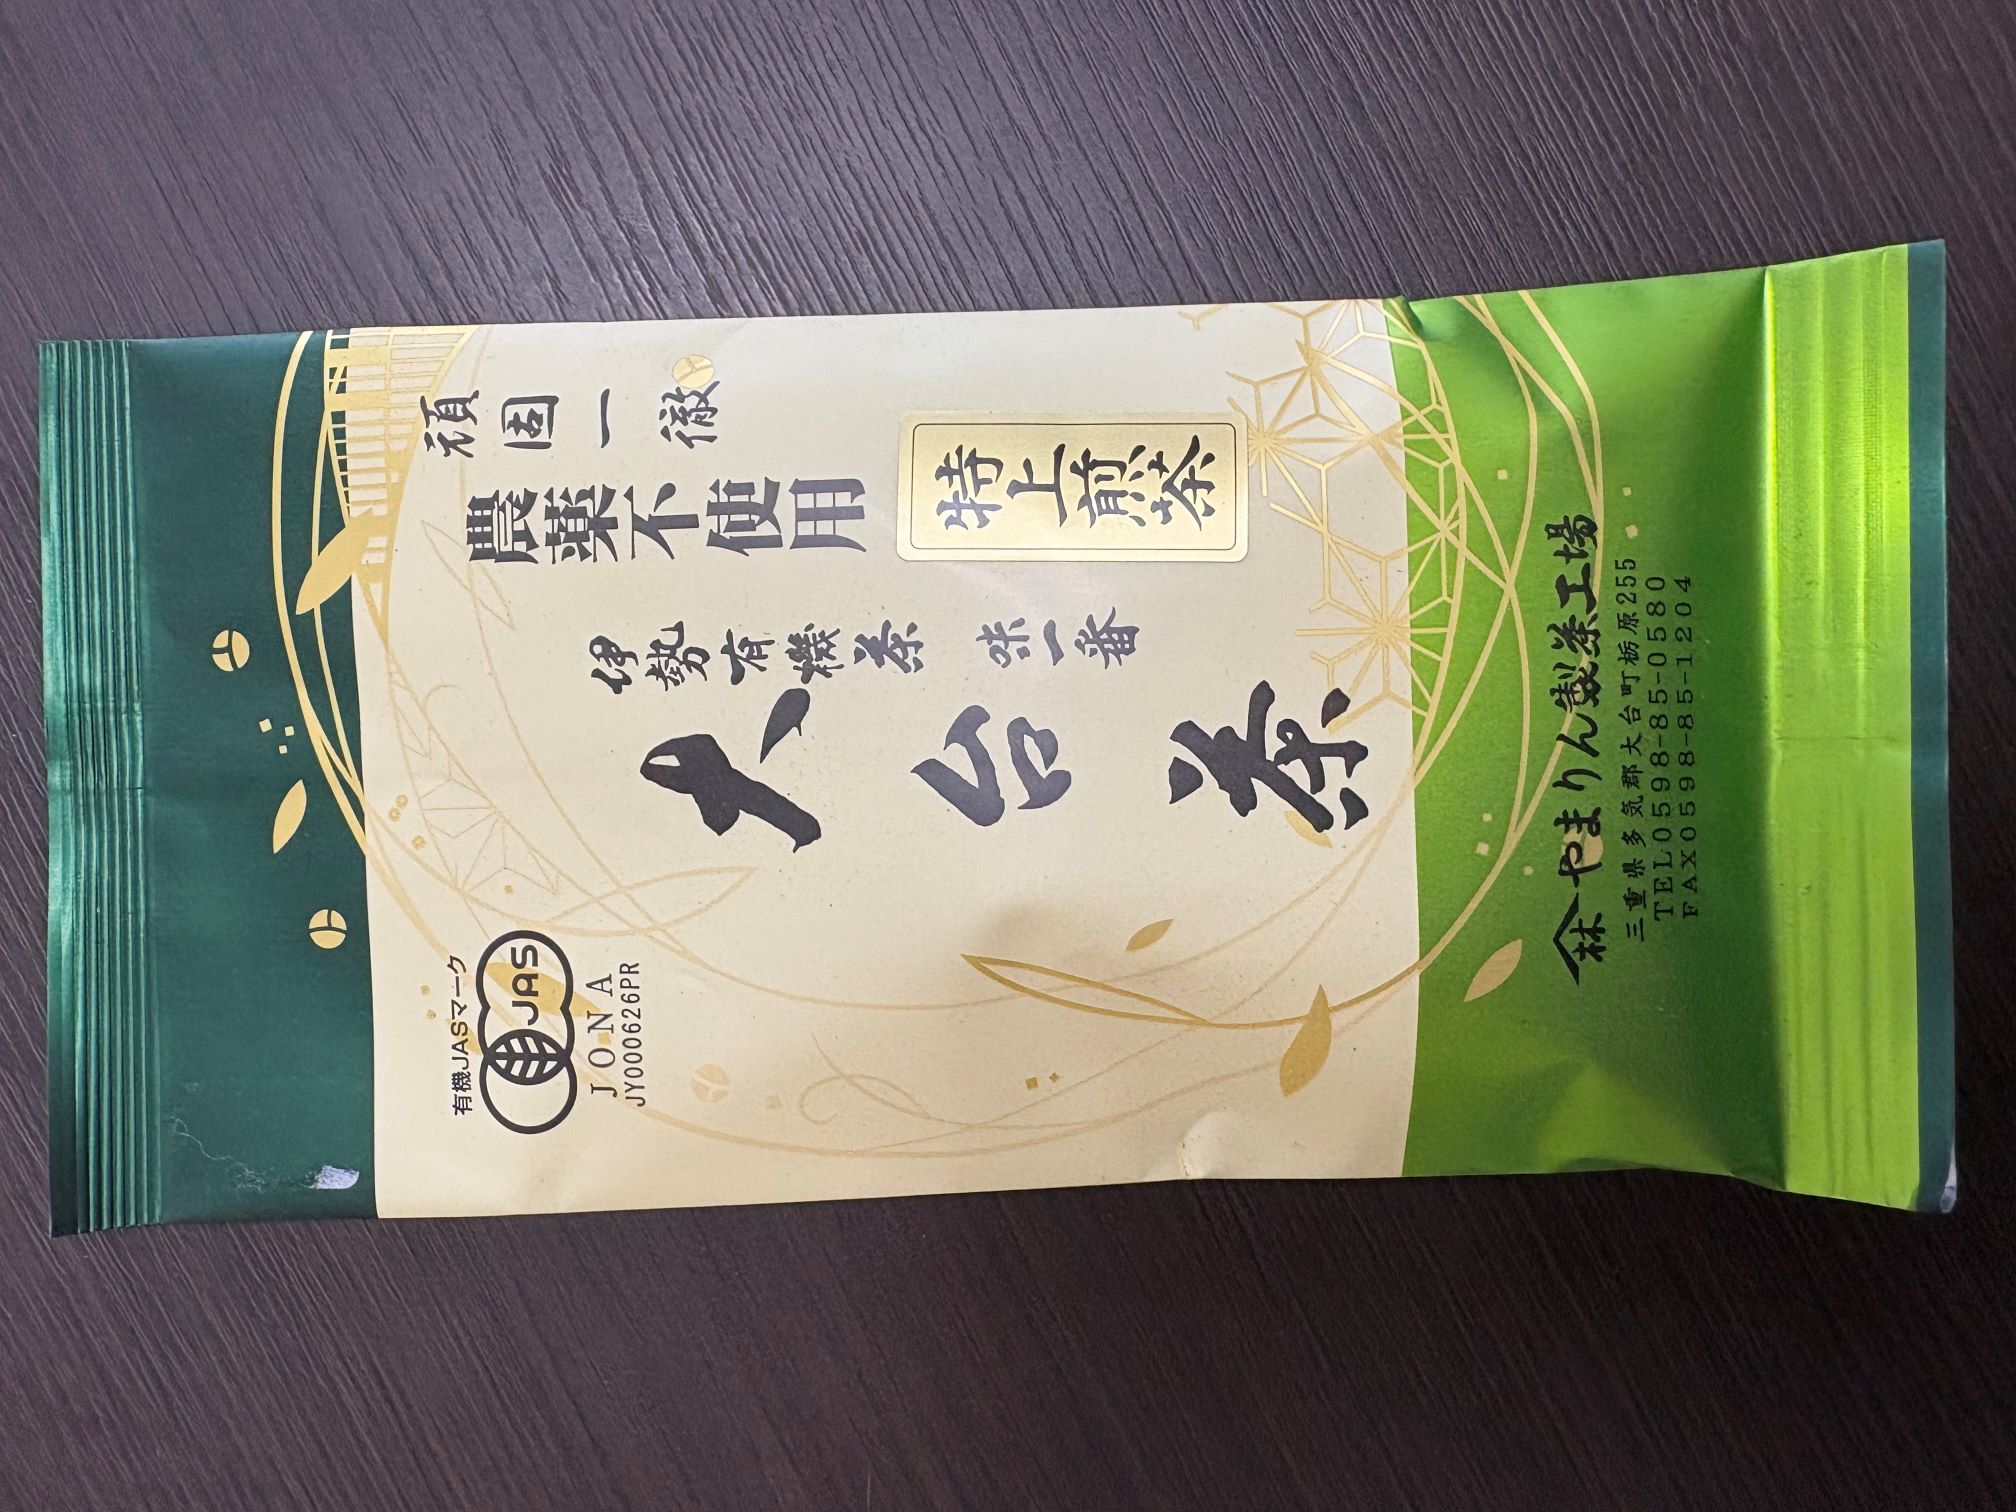 頑固一徹
農薬不使用
特上煎茶
伊勢有機茶 味一番
大台茶
有機JASマーク
JAS
JONA
JY000626PR
林 やまりん製茶工場
三重県多気郡大台町栃原255
TEL0598-85-0580
FAX0598-85-1204